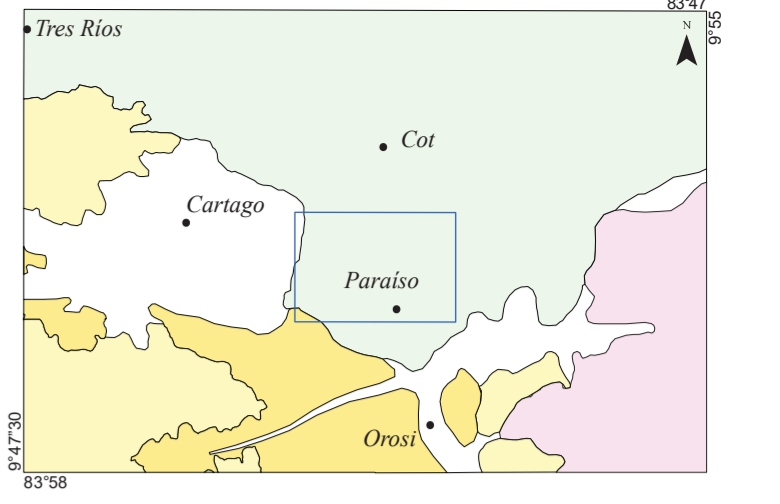 83°47
9°55
N
Tres Ríos
Cot
Cartago
Paraíso
Orosi
9°47"30
83°58